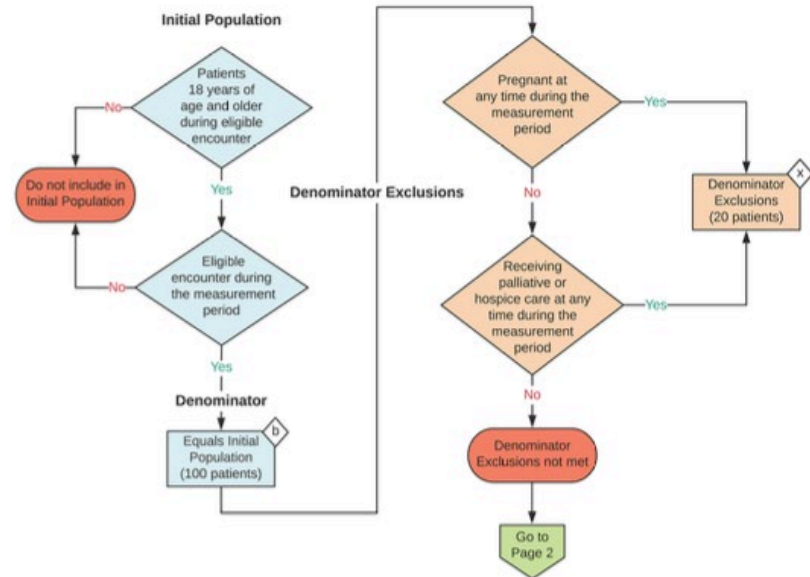 Initial Population
Patients
18 years of
age and older
during eligible
encounter
No
Do not include in
Initial Population
Yes
Eligible
encounter during
the measurement
period
No
Yes
Denominator
b
Equals Initial
Population
(100 patients)
Denominator Exclusions
Pregnant at
any time during the
measurement
period
Yes
No
x
Denominator
Exclusions
(20 patients)
Receiving
palliative or
hospice care at any
time during the
measurement
period
Yes
No
Denominator
Exclusions not met
Go to
Page 2